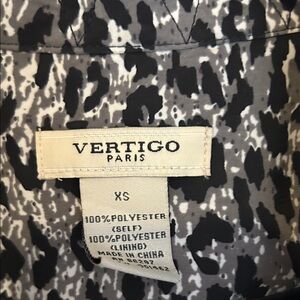 VERTIGO
PARIS
XS
100%POLYESTER
(SELF)
100%POLYESTER
(LINING)
MADE IN CHINA